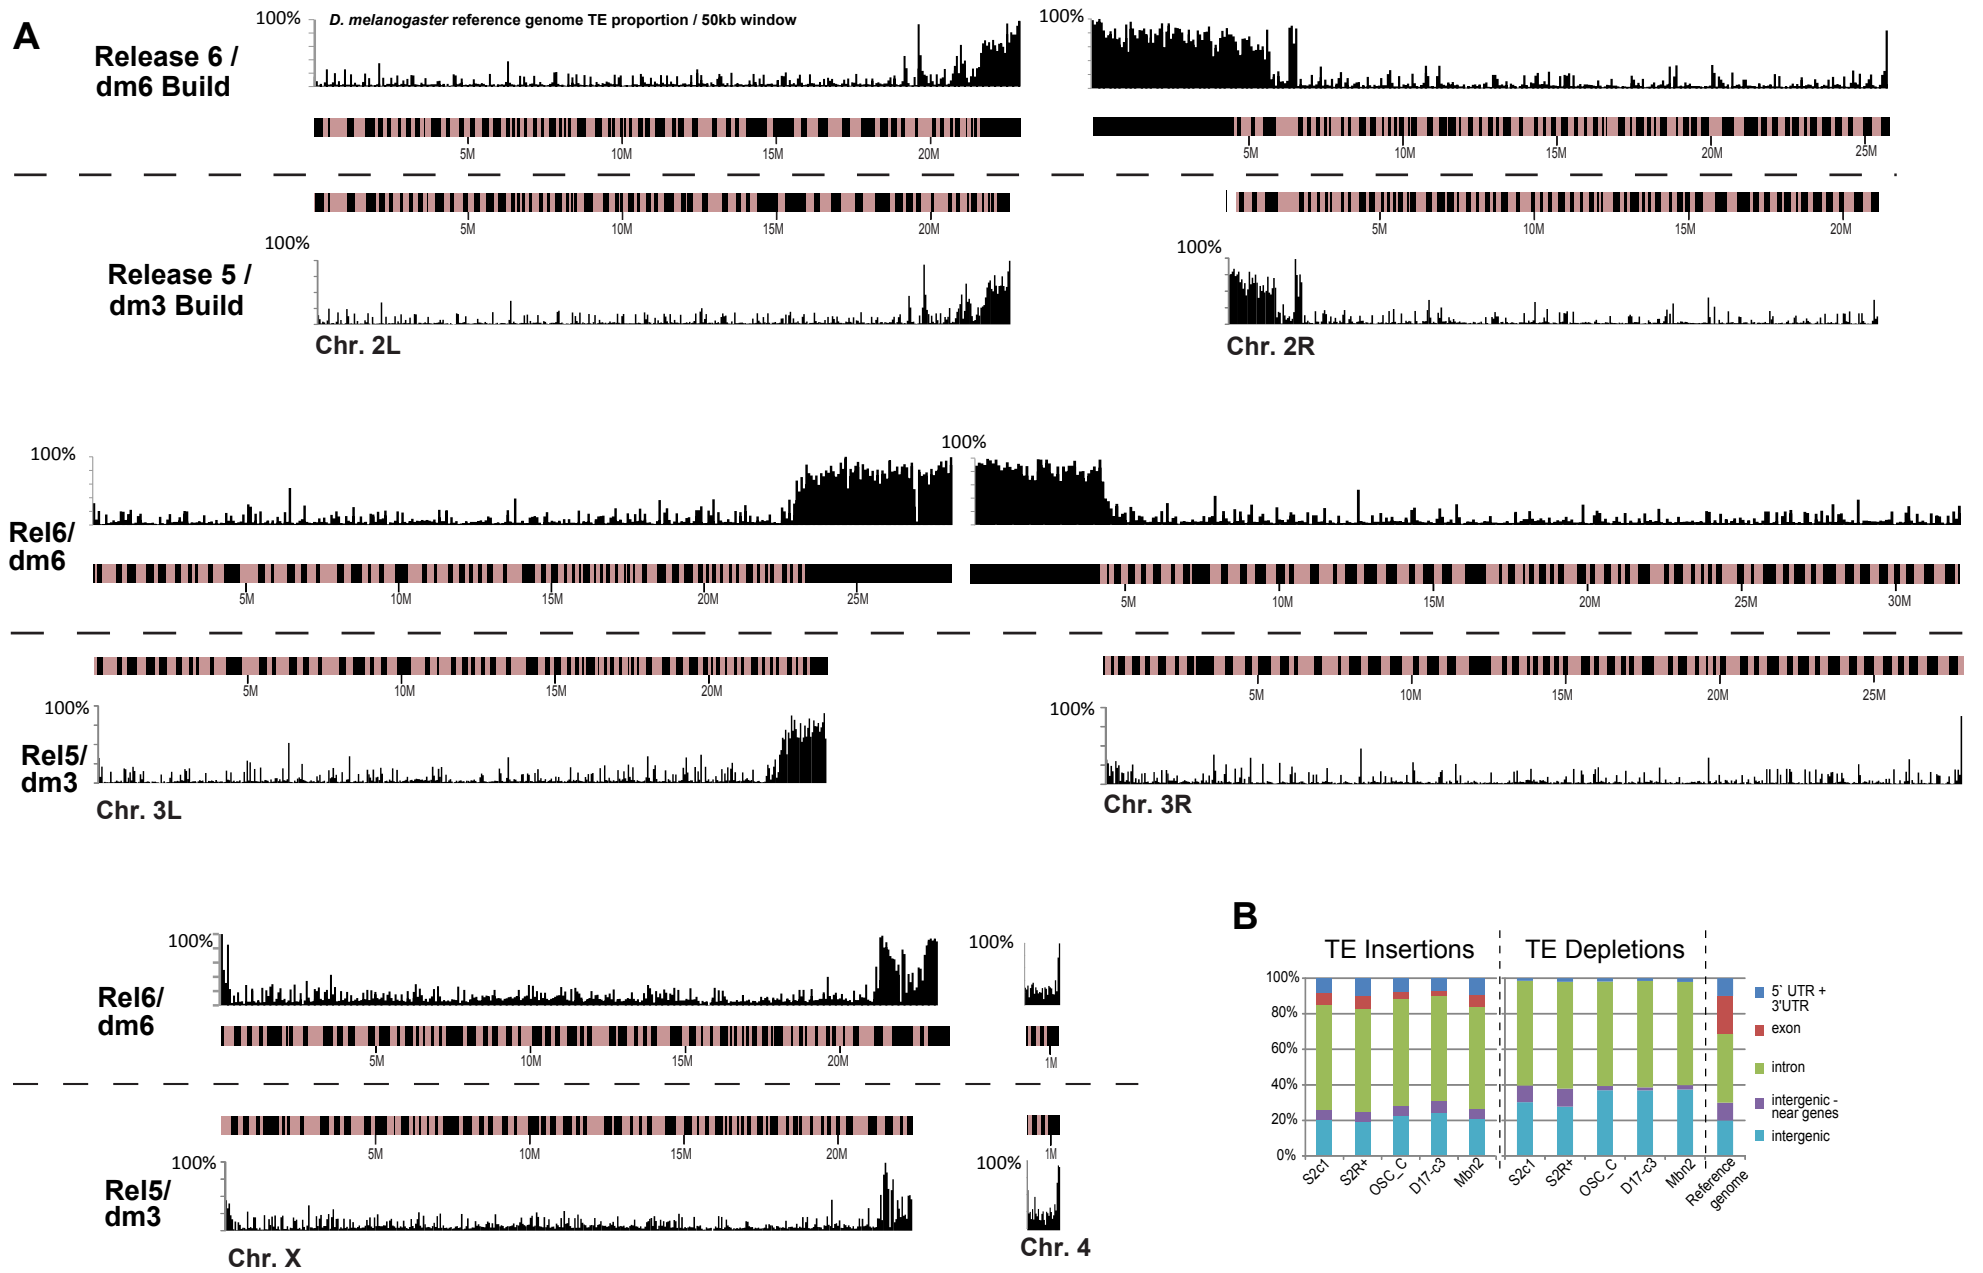 A
Release 6 /
dm6 Build
100%
D. melanogaster reference genome TE proportion / 50kb window
100%
5M 10M 15M 20M
5M 10M 15M 20M 25M
5M 10M 15M 20M
5M 10M 15M 20M
Release 5 /
dm3 Build
100%
100%
Chr. 2L
Chr. 2R
Rel6/
dm6
100%
100%
5M 10M 15M 20M 25M
5M 10M 15M 20M 25M 30M
5M 10M 15M 20M
5M 10M 15M 20M 25M
Rel5/
dm3
100%
100%
Chr. 3L
Chr. 3R
Rel6/
dm6
100%
100%
5M 10M 15M 20M
1M
5M 10M 15M 20M
1M
Rel5/
dm3
100%
100%
Chr. X
Chr. 4
B
TE Insertions
TE Depletions
100%
80%
60%
40%
20%
0%
S2c1 S2R+ OSC_C D17-c3 Mbn2
S2c1 S2R+ OSC_C D17-c3 Mbn2
Reference
genome
5` UTR +
3'UTR
exon
intron
intergenic -
near genes
intergenic